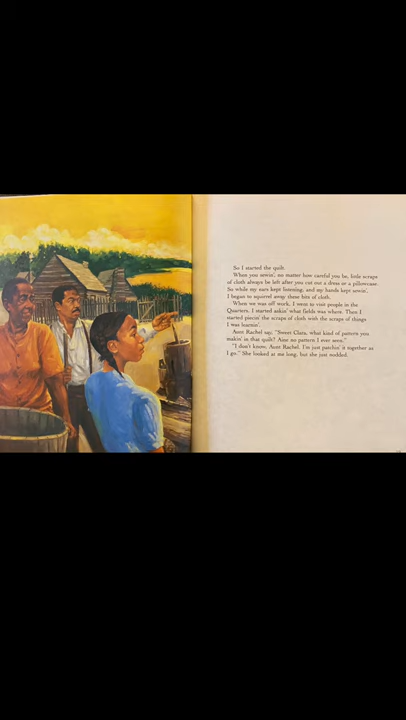 So I started the quilt.
When you sewin', no matter how careful you be, little scraps
of cloth always be left after you cut out a dress or a pillowcase.
So while my ears kept listening, and my hands kept sewin',
I began to squirrel away these bits of cloth.
When we was off work, I went to visit people in the
Quarters. I started askin' what fields was where. Then I
started piecin' the scraps of cloth with the scraps of things
I was learnin'.
Aunt Rachel say, "Sweet Clara, what kind of pattern you
makin' in that quilt? Aint no pattern I ever seen."
"I don't know, Aunt Rachel. I'm just patchin' it together as
I go." She looked at me long, but she just nodded.